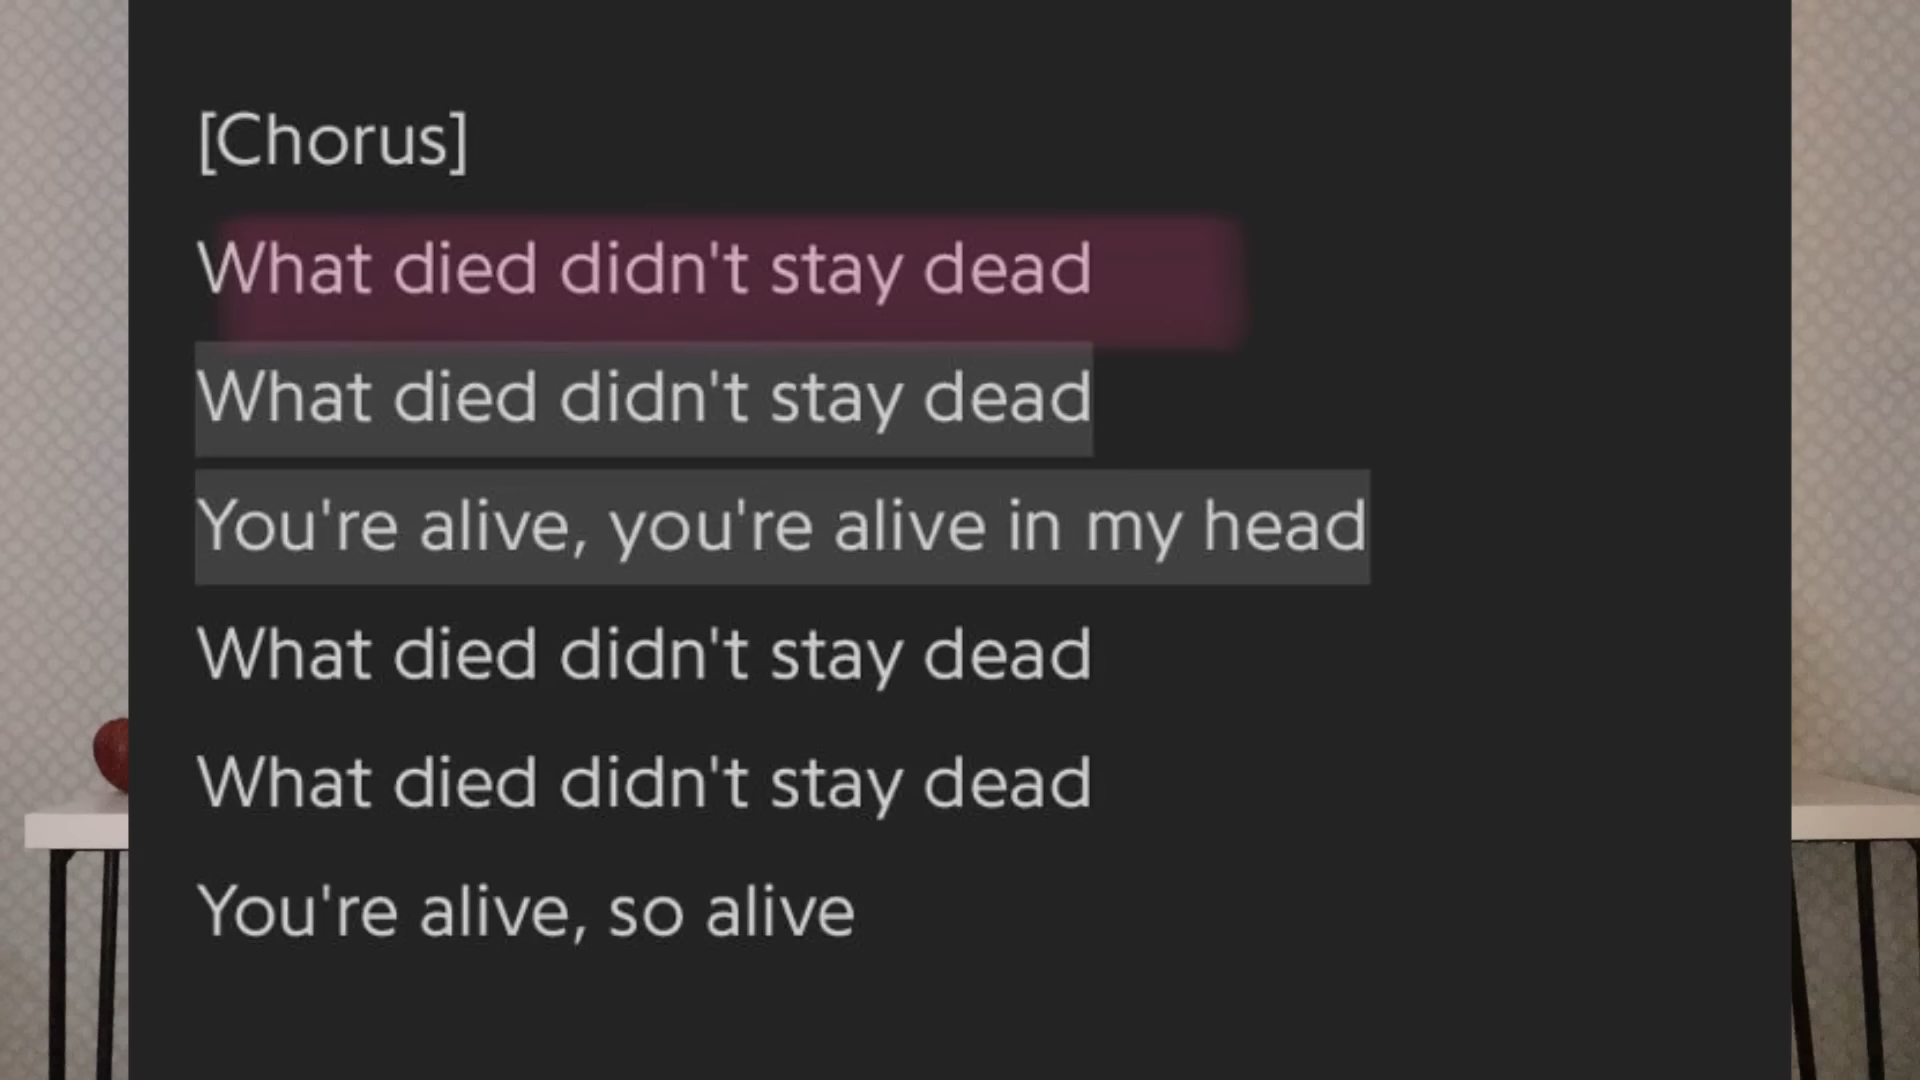 [Chorus]
What died didn't stay dead
What died didn't stay dead
You're alive, you're alive in my head
What died didn't stay dead
What died didn't stay dead
You're alive, so alive